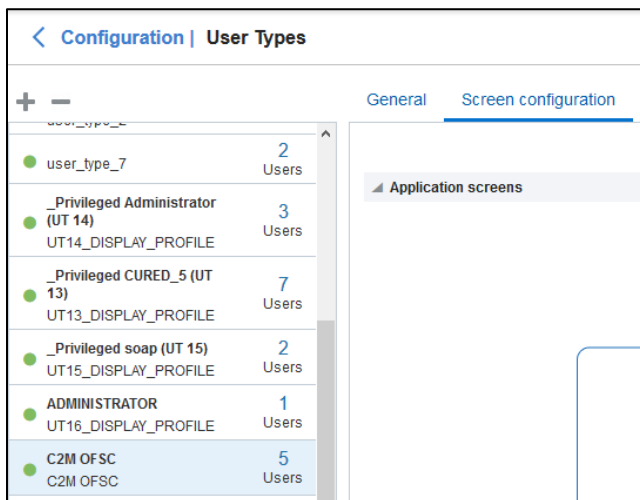 Configuration | User Types
General Screen configuration
user_type_2
user_type_7
2
Users
_Privileged Administrator
(UT 14)
UT14_DISPLAY_PROFILE
3
Users
_Privileged CURED_5 (UT
13)
UT13_DISPLAY_PROFILE
7
Users
_Privileged soap (UT 15)
UT15_DISPLAY_PROFILE
2
Users
ADMINISTRATOR
UT16_DISPLAY_PROFILE
1
Users
C2M OFSC
C2M OFSC
5
Users
Application screens